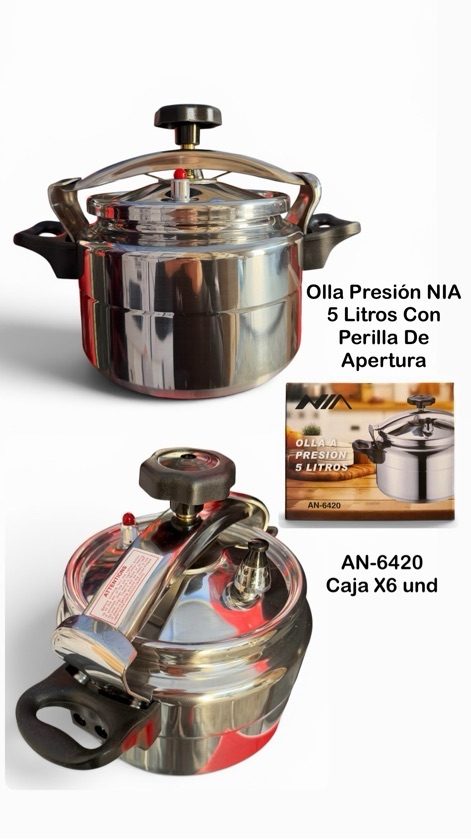 Olla Presión NIA
5 Litros Con
Perilla De
Apertura
NIA
OLLA A
PRESIÓN
5 LITROS
AN-6420
AN-6420
Caja X6 und
ATTENTIONS